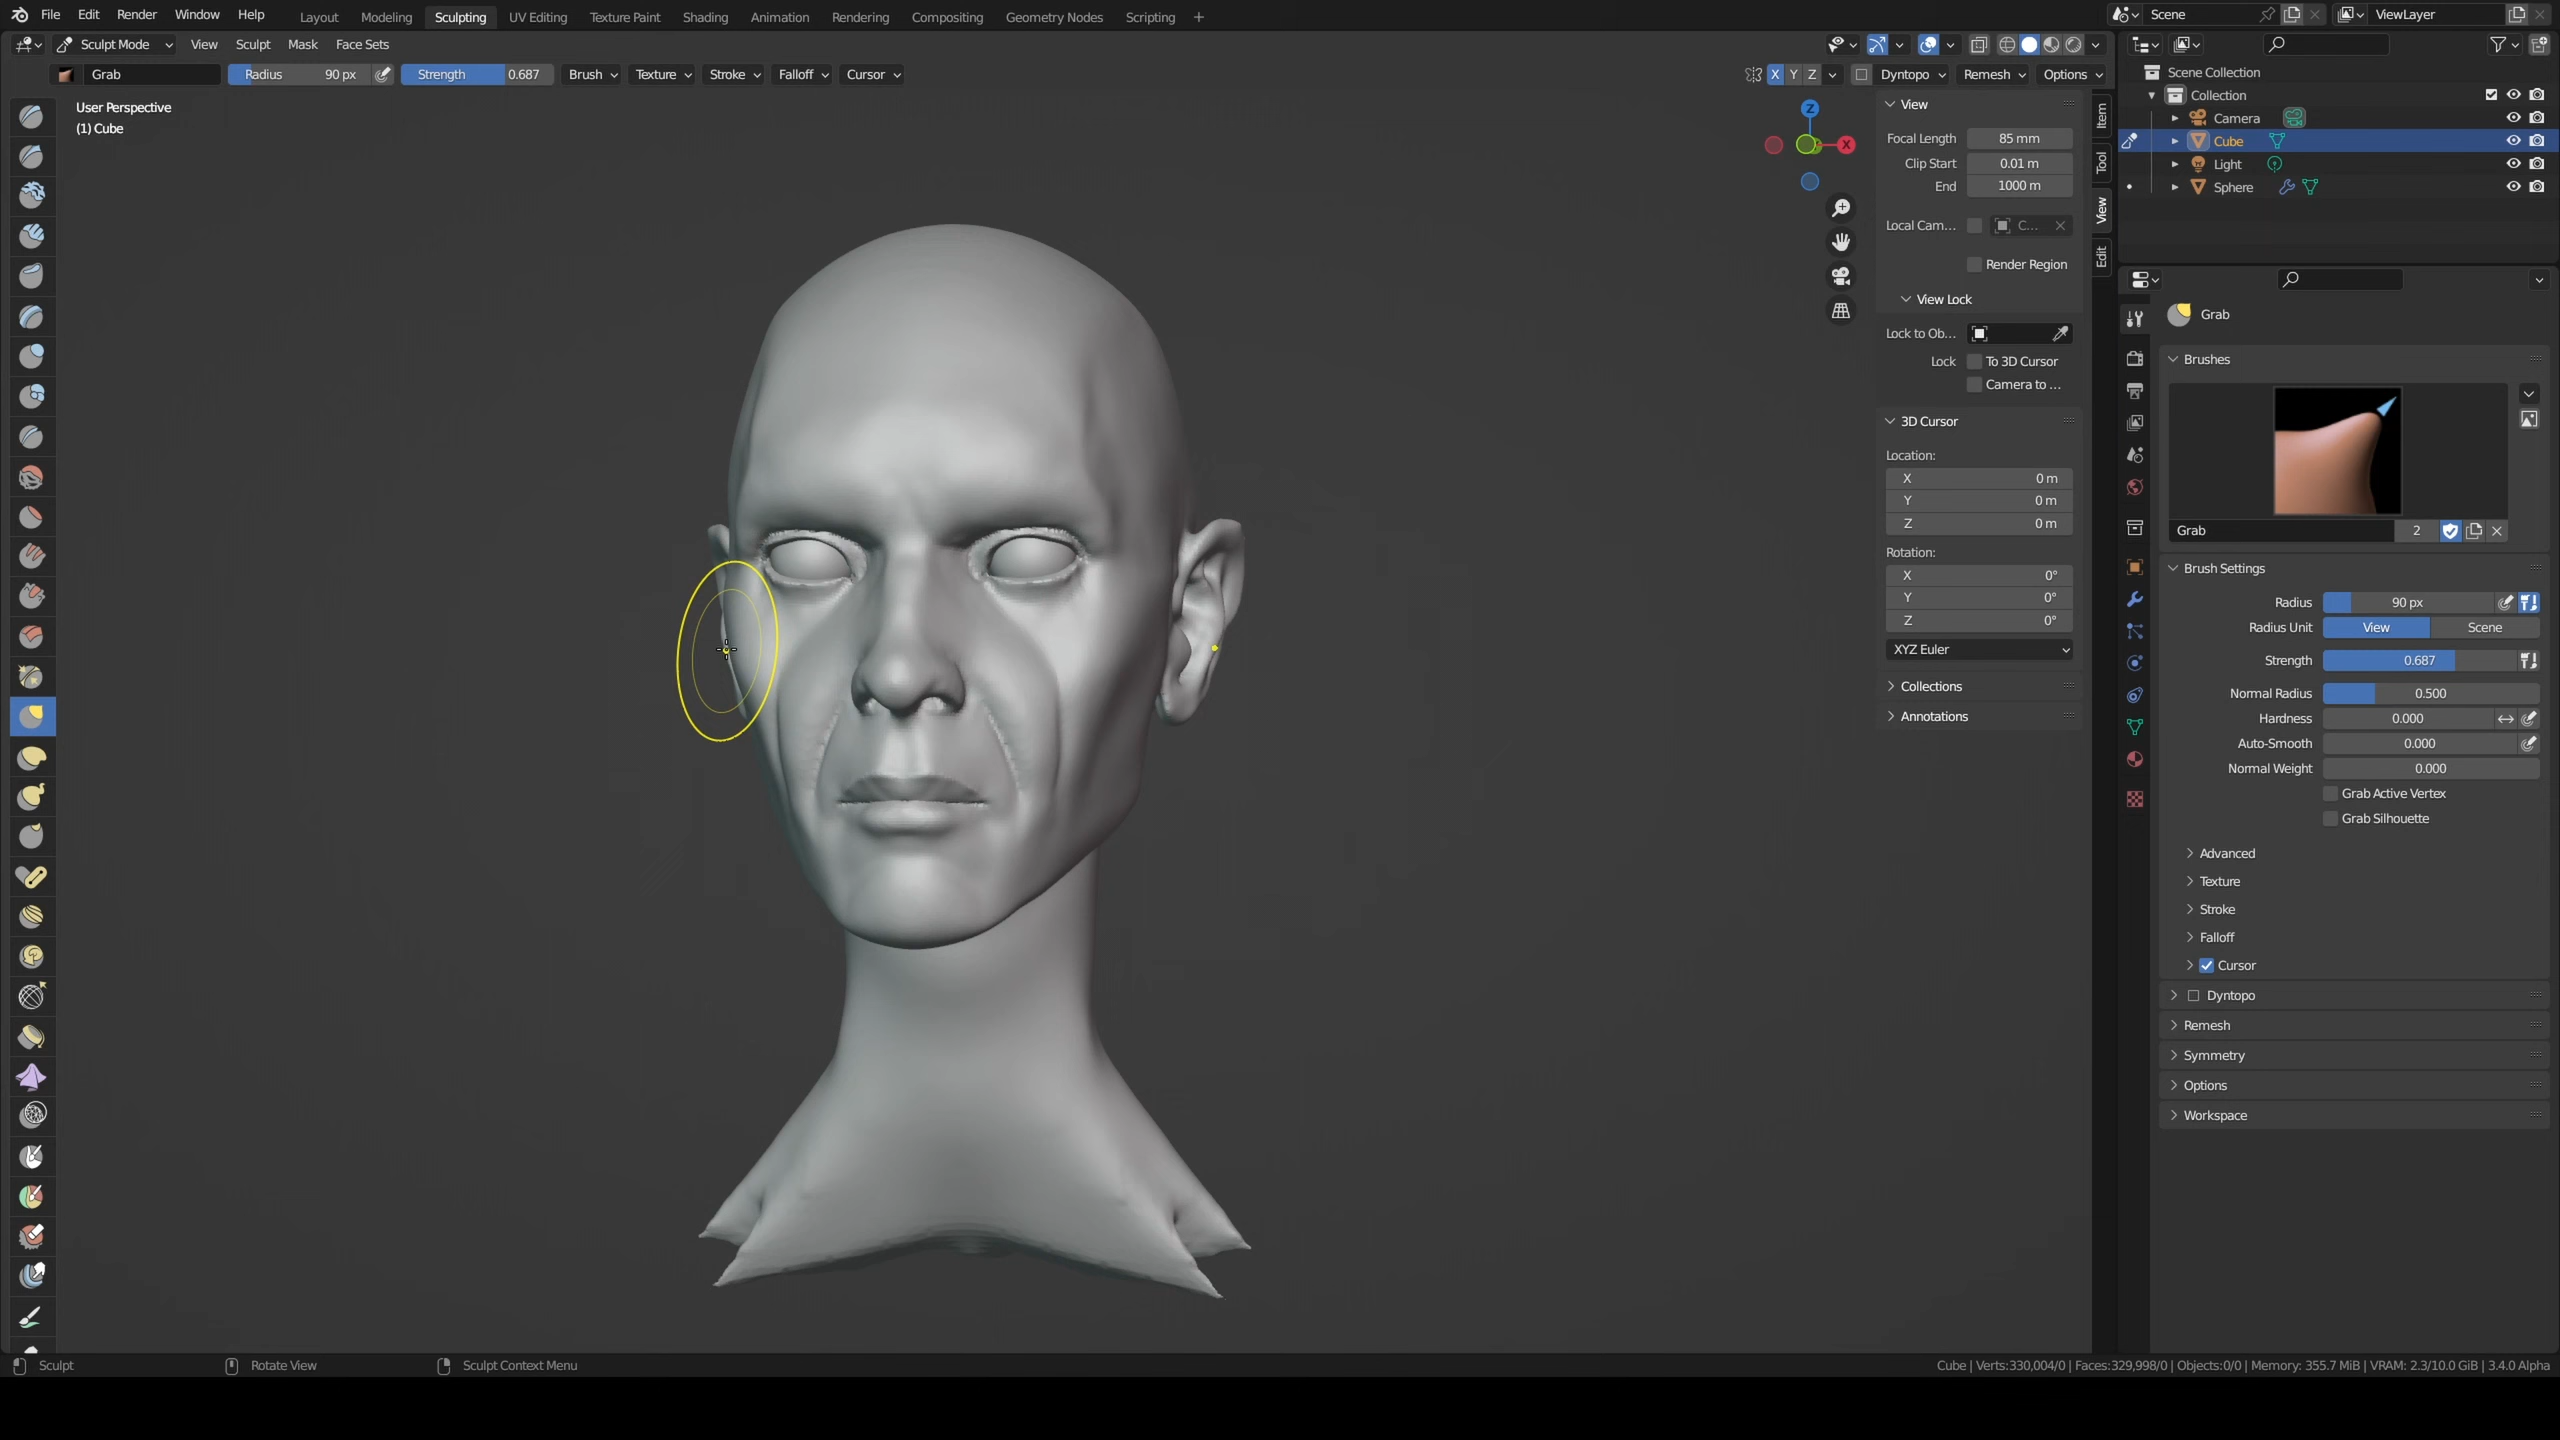 File Edit Render Window Help Layout Modeling Sculpting UV Editing Texture Paint Shading Animation Rendering Compositing Geometry Nodes Scripting + Scene ViewLayer
Sculpt Mode View Sculpt Mask Face Sets
Grab Radius 90 px Strength 0.687 Brush Texture Stroke Falloff Cursor X Y Z Dyntopo Remesh Options
User Perspective
(1) Cube
Z
X
View
Focal Length 85 mm
Clip Start 0.01 m
End 1000 m
Local Cam... C...
Render Region
View Lock
Lock to Ob...
Lock To 3D Cursor
Camera to ...
3D Cursor
Location:
X 0 m
Y 0 m
Z 0 m
Rotation:
X 0°
Y 0°
Z 0°
XYZ Euler
Collections
Annotations
Item
Tool
View
Edit
Scene Collection
Collection
Camera
Cube
Light
Sphere
Grab
Brushes
Grab 2
Brush Settings
Radius 90 px
Radius Unit View Scene
Strength 0.687
Normal Radius 0.500
Hardness 0.000
Auto-Smooth 0.000
Normal Weight 0.000
Grab Active Vertex
Grab Silhouette
Advanced
Texture
Stroke
Falloff
Cursor
Dyntopo
Remesh
Symmetry
Options
Workspace
Sculpt Rotate View Sculpt Context Menu Cube | Verts:330,004/0 | Faces:329,998/0 | Objects:0/0 | Memory: 355.7 MiB | VRAM: 2.3/10.0 GiB | 3.4.0 Alpha